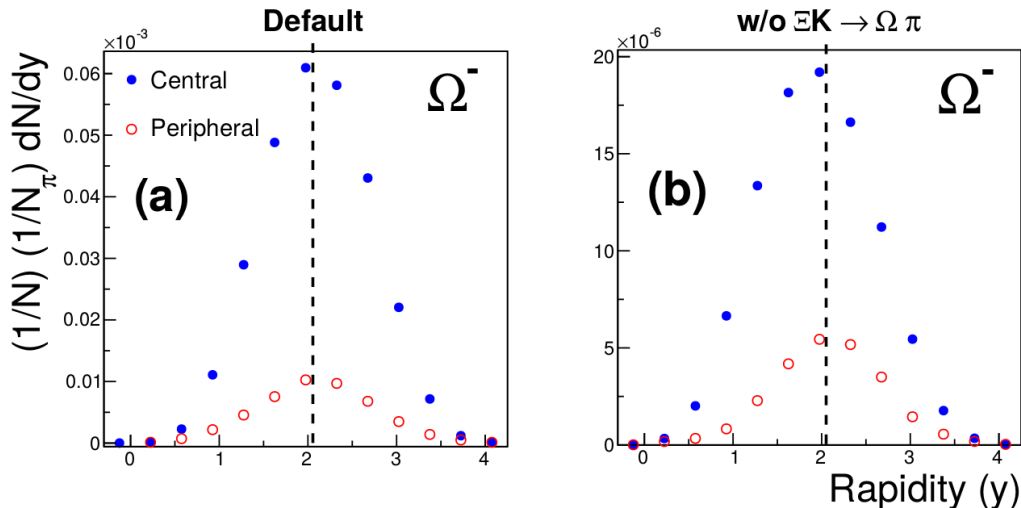 Default
w/o ΞK → Ω π
×10⁻³
×10⁻⁶
(1/N) (1/N_π) dN/dy
0.06
0.05
0.04
0.03
0.02
0.01
0
Central
Peripheral
Ω⁻
(a)
0 1 2 3 4
20
15
10
5
0
Ω⁻
(b)
0 1 2 3 4
Rapidity (y)